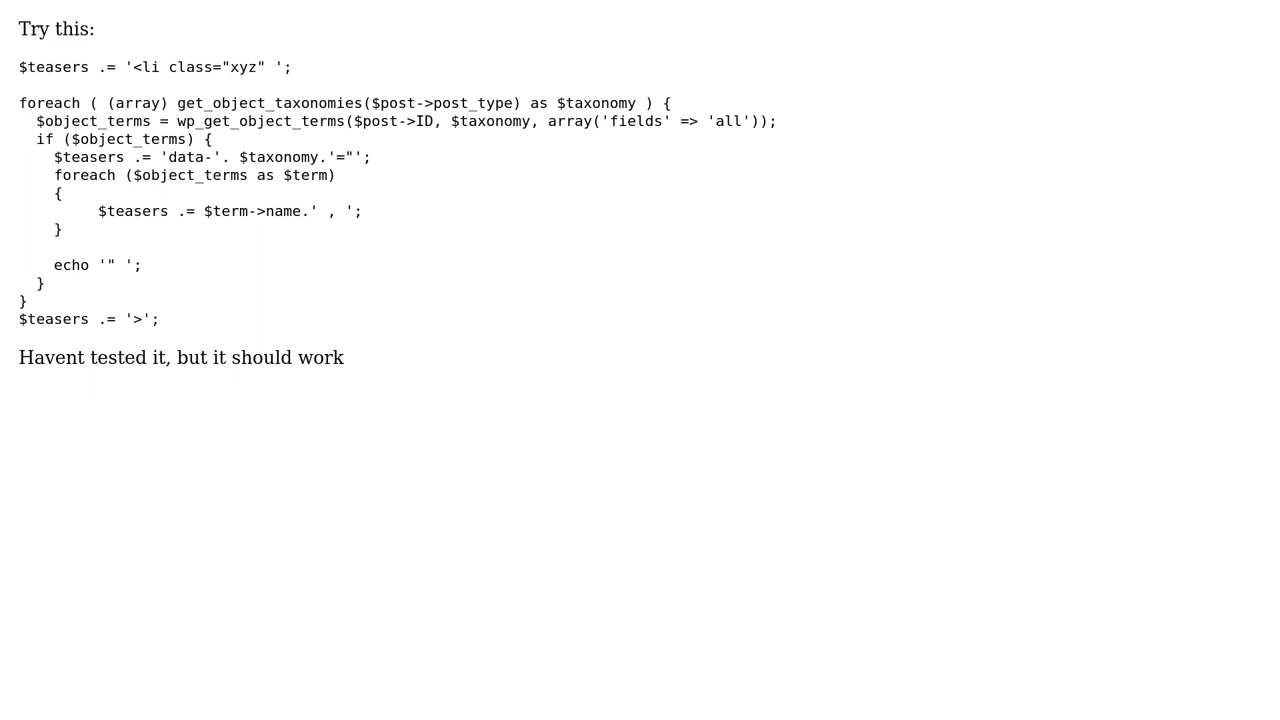 Try this:
$teasers .= '<li class="xyz" ';
foreach ( (array) get_object_taxonomies($post->post_type) as $taxonomy ) {
  $object_terms = wp_get_object_terms($post->ID, $taxonomy, array('fields' => 'all'));
  if ($object_terms) {
    $teasers .= 'data-'. $taxonomy.'="';
    foreach ($object_terms as $term)
    {
         $teasers .= $term->name.' , ';
    }
    echo '" ';
  }
}
$teasers .= '>';
Havent tested it, but it should work